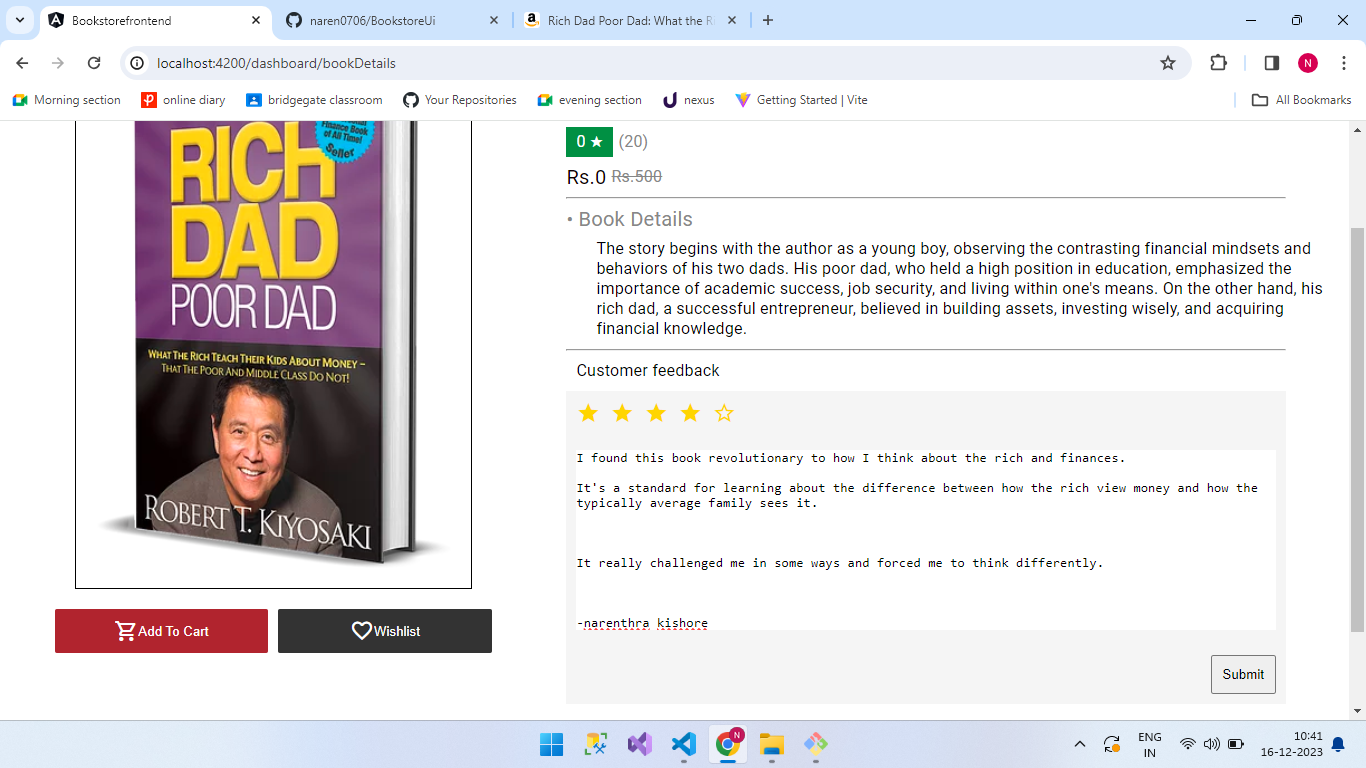 Bookstorefrontend
naren0706/BookstoreUi
Rich Dad Poor Dad: What the R
localhost:4200/dashboard/bookDetails
N
Morning section
online diary
bridgegate classroom
Your Repositories
evening section
nexus
Getting Started | Vite
All Bookmarks
Finance Book
of All Time!
Seller
RICH
DAD
POOR DAD
WHAT THE RICH TEACH THEIR KIDS ABOUT MONEY –
THAT THE POOR AND MIDDLE CLASS DO NOT!
ROBERT T. KIYOSAKI
Add To Cart
Wishlist
0 ★ (20)
Rs.0 Rs.500
• Book Details
The story begins with the author as a young boy, observing the contrasting financial mindsets and
behaviors of his two dads. His poor dad, who held a high position in education, emphasized the
importance of academic success, job security, and living within one's means. On the other hand, his
rich dad, a successful entrepreneur, believed in building assets, investing wisely, and acquiring
financial knowledge.
Customer feedback
I found this book revolutionary to how I think about the rich and finances.
It's a standard for learning about the difference between how the rich view money and how the
typically average family sees it.
It really challenged me in some ways and forced me to think differently.
-narenthra kishore
Submit
N
ENG
IN
10:41
16-12-2023